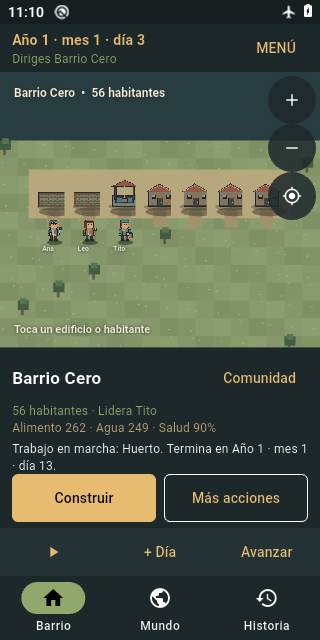 11:10
Año 1 · mes 1 · día 3
Diriges Barrio Cero
MENÚ
Barrio Cero • 56 habitantes
Ana
Leo
Tito
Toca un edificio o habitante
Barrio Cero
Comunidad
56 habitantes · Lidera Tito
Alimento 262 · Agua 249 · Salud 90%
Trabajo en marcha: Huerto. Termina en Año 1 · mes 1
· día 13.
Construir
Más acciones
+ Día
Avanzar
Barrio
Mundo
Historia